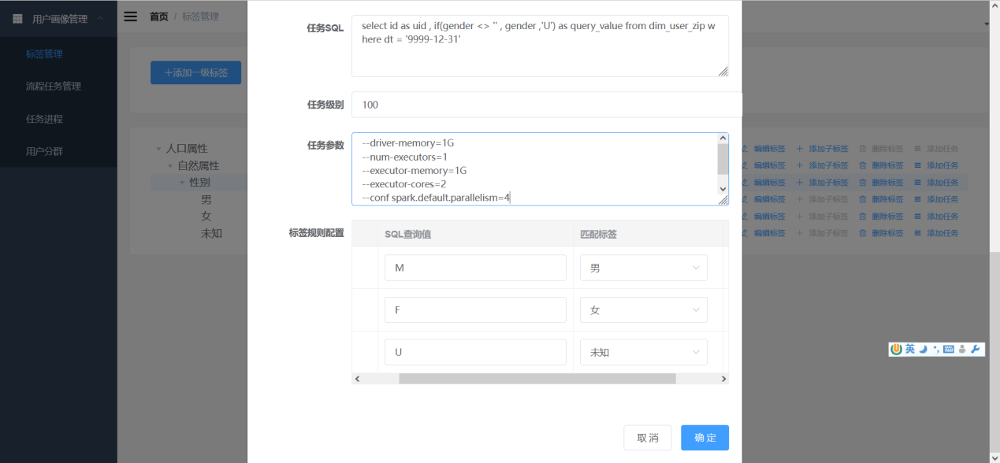 用户画像管理
首页 / 标签管理
标签管理
流程任务管理
任务进程
用户分群
+添加一级标签
人口属性
自然属性
性别
男
女
未知
任务SQL
select id as uid , if(gender <> '' , gender ,'U') as query_value from dim_user_zip w
here dt = '9999-12-31'
任务级别
100
任务参数
--driver-memory=1G
--num-executors=1
--executor-memory=1G
--executor-cores=2
--conf spark.default.parallelism=4
标签规则配置
SQL查询值 匹配标签
M 男
F 女
U 未知
取 消 确 定
编辑标签 + 添加子标签 删除标签 添加任务
编辑标签 + 添加子标签 删除标签 添加任务
编辑标签 + 添加子标签 删除标签 添加任务
编辑标签 + 添加子标签 删除标签 添加任务
编辑标签 + 添加子标签 删除标签 添加任务
编辑标签 + 添加子标签 删除标签 添加任务
英